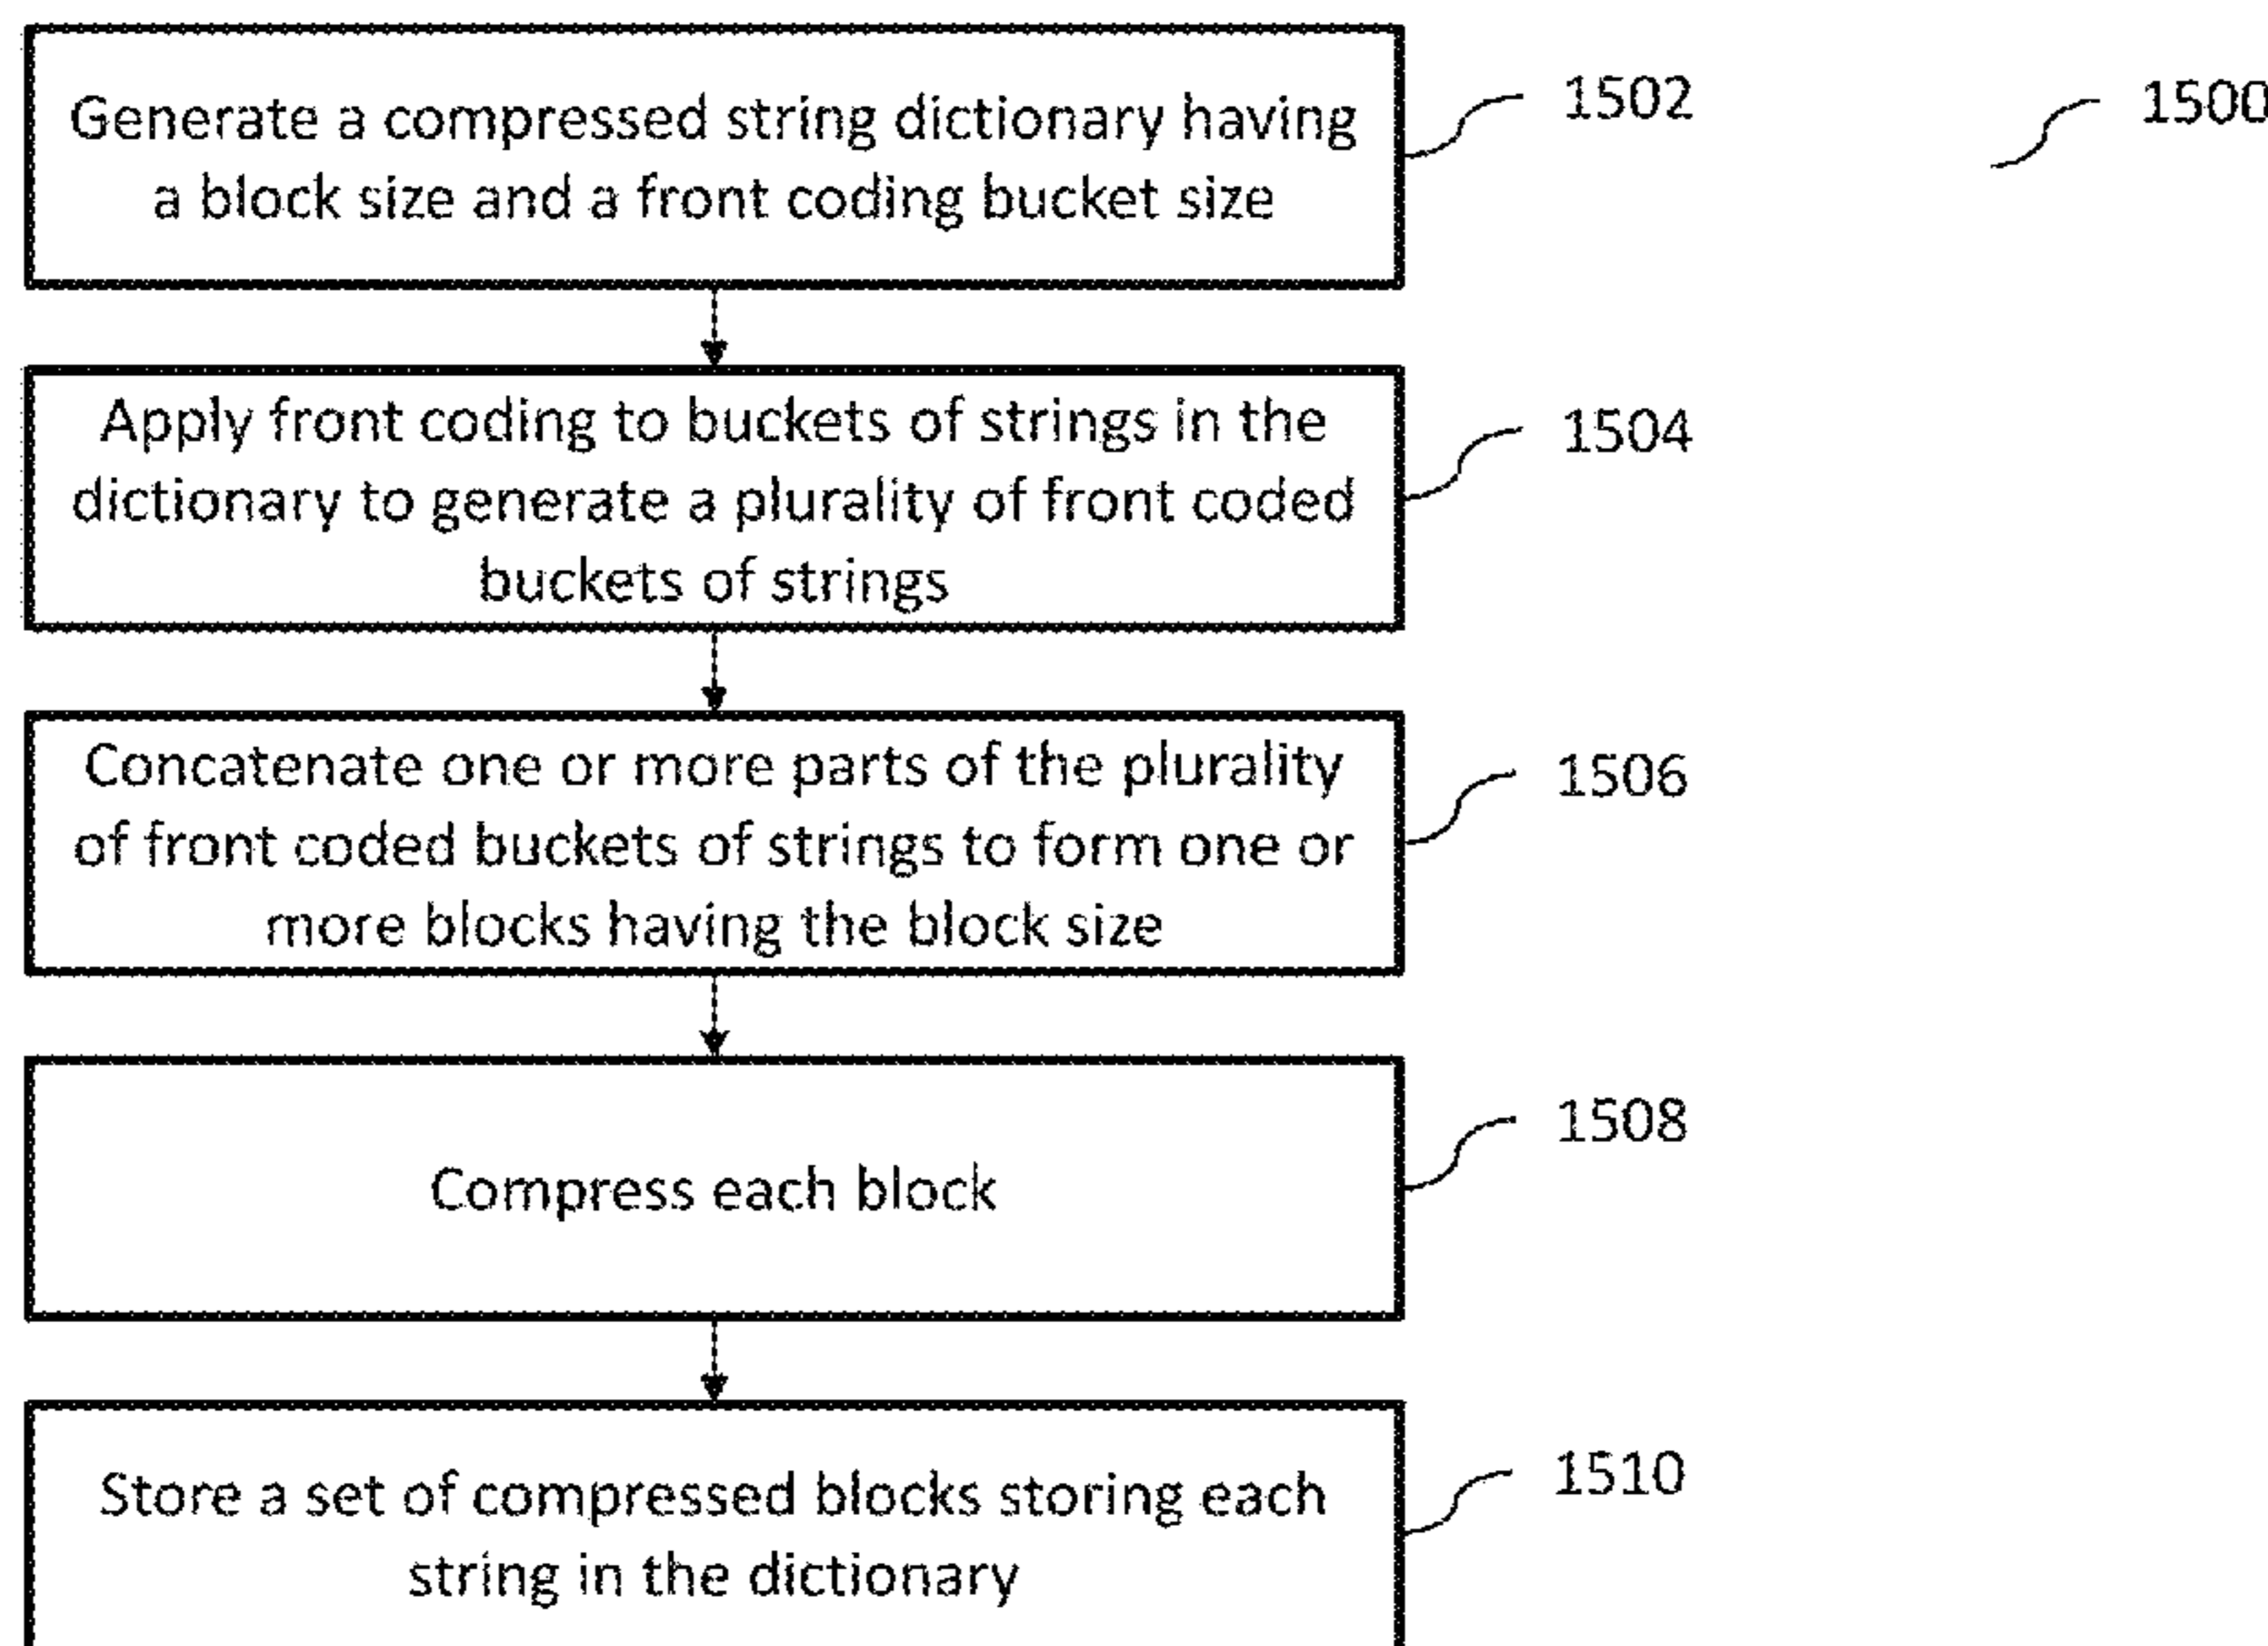 Generate a compressed string dictionary having
a block size and a front coding bucket size
1502
1500
Apply front coding to buckets of strings in the
dictionary to generate a plurality of front coded
buckets of strings
1504
Concatenate one or more parts of the plurality
of front coded buckets of strings to form one or
more blocks having the block size
1506
Compress each block
1508
Store a set of compressed blocks storing each
string in the dictionary
1510